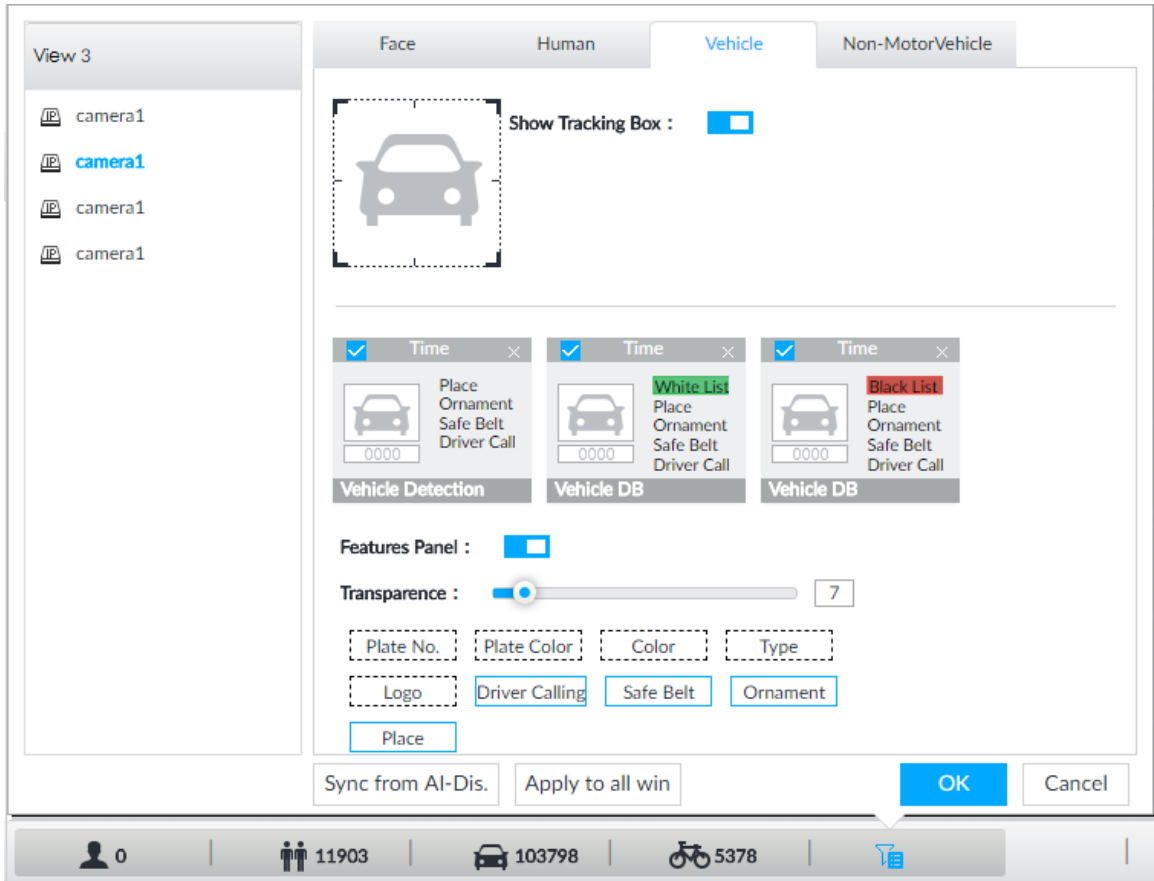 View 3
camera1
camera1
camera1
camera1
Face Human Vehicle Non-MotorVehicle
Show Tracking Box :
Time
Place
Ornament
Safe Belt
Driver Call
0000
Vehicle Detection
Time
White List
Place
Ornament
Safe Belt
Driver Call
0000
Vehicle DB
Time
Black List
Place
Ornament
Safe Belt
Driver Call
0000
Vehicle DB
Features Panel :
Transparence : 7
Plate No. Plate Color Color Type
Logo Driver Calling Safe Belt Ornament
Place
Sync from AI-Dis. Apply to all win OK Cancel
0 11903 103798 5378